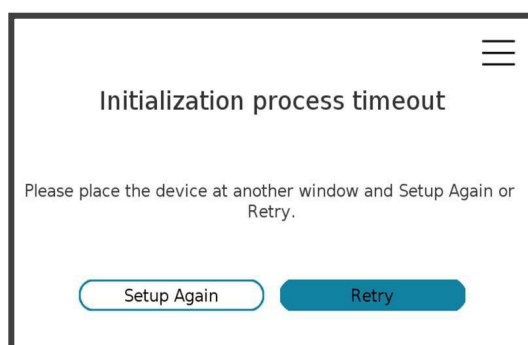 Initialization process timeout
Please place the device at another window and Setup Again or
Retry.
Setup Again
Retry